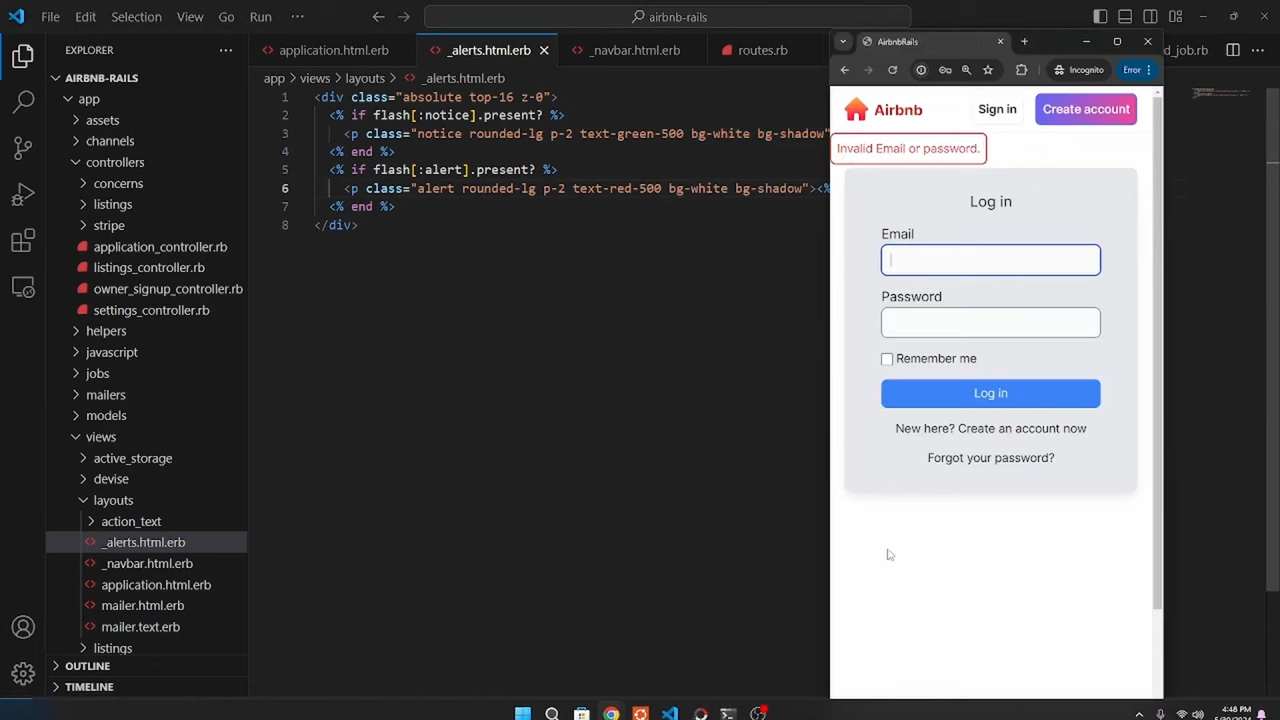 File Edit Selection View Go Run ··· airbnb-rails
EXPLORER ···
AIRBNB-RAILS
app
assets
channels
controllers
concerns
listings
stripe
application_controller.rb
listings_controller.rb
owner_signup_controller.rb
settings_controller.rb
helpers
javascript
jobs
mailers
models
views
active_storage
devise
layouts
action_text
_alerts.html.erb
_navbar.html.erb
application.html.erb
mailer.html.erb
mailer.text.erb
listings
OUTLINE
TIMELINE
application.html.erb _alerts.html.erb _navbar.html.erb routes.rb d_job.rb
app > views > layouts > _alerts.html.erb
1 <div class="absolute top-16 z-0">
2 <% if flash[:notice].present? %>
3 <p class="notice rounded-lg p-2 text-green-500 bg-white bg-shadow"
4 <% end %>
5 <% if flash[:alert].present? %>
6 <p class="alert rounded-lg p-2 text-red-500 bg-white bg-shadow"><%
7 <% end %>
8 </div>
AirbnbRails
Incognito Error
Airbnb Sign in Create account
Invalid Email or password.
Log in
Email
Password
Remember me
Log in
New here? Create an account now
Forgot your password?
4:48 PM